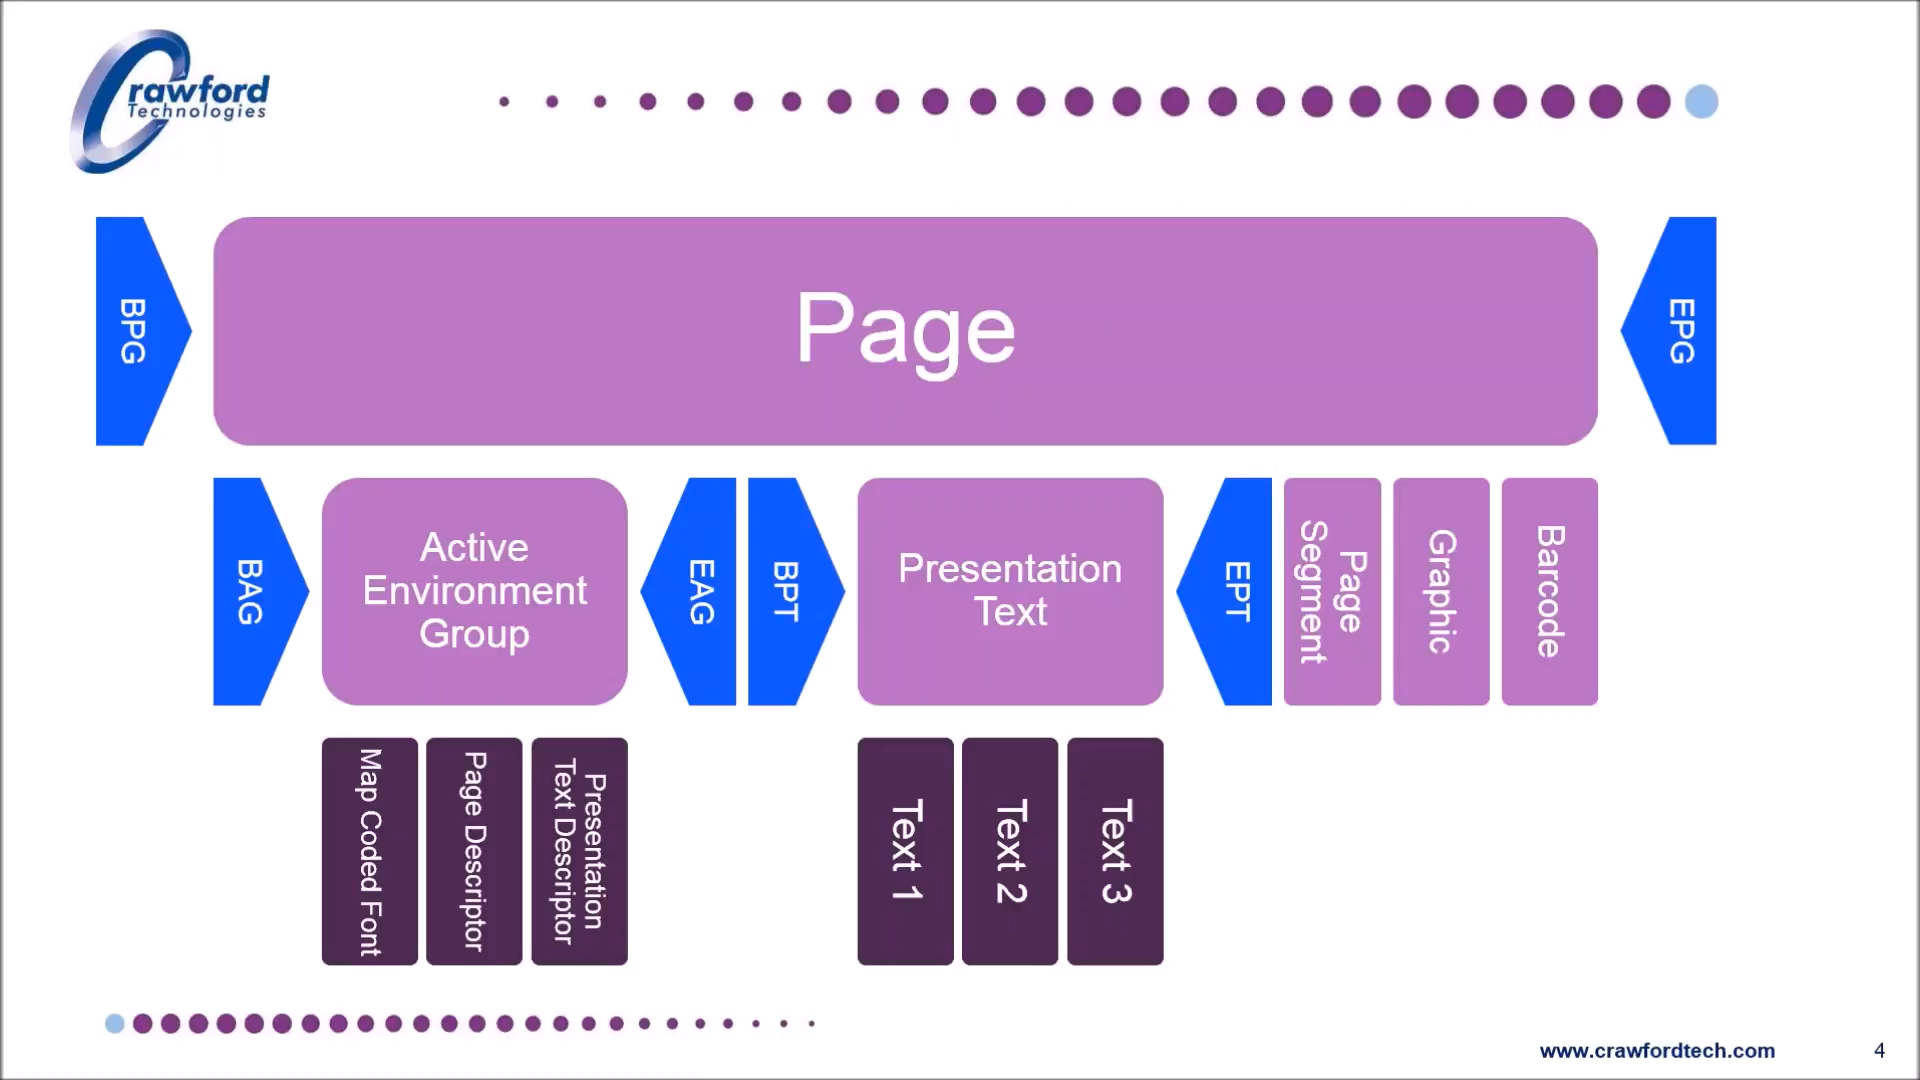 Crawford
Technologies
BPG
Page
EPG
BAG
Active
Environment
Group
EAG
BPT
Presentation
Text
EPT
Page
Segment
Graphic
Barcode
Map Coded Font
Page Descriptor
Presentation
Text Descriptor
Text 1
Text 2
Text 3
www.crawfordtech.com
4